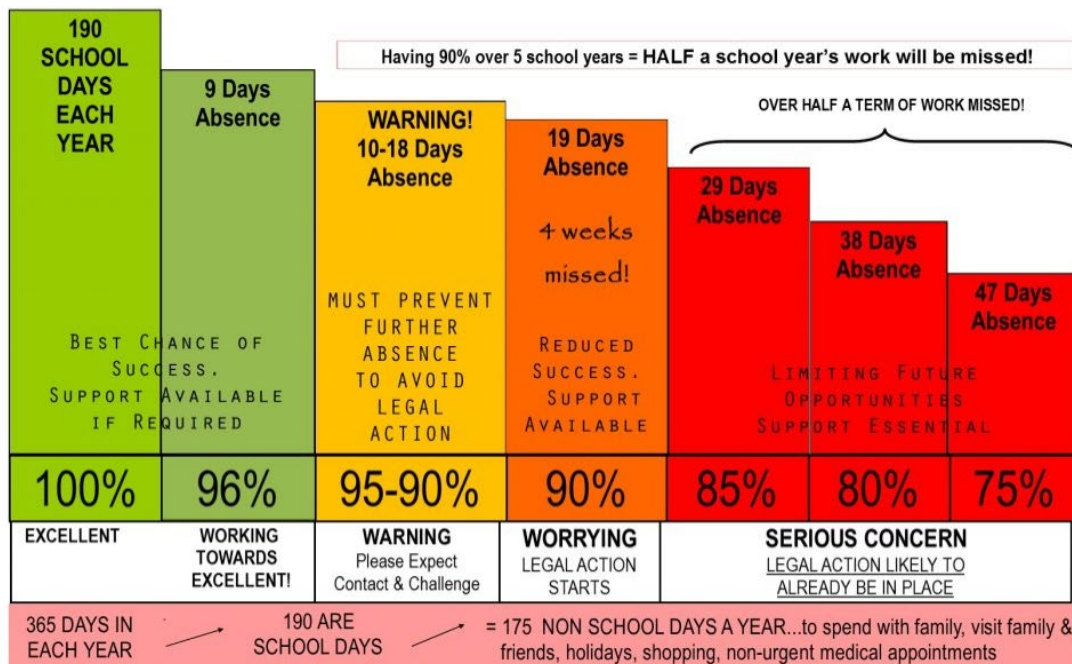 190
SCHOOL
DAYS
EACH
YEAR
9 Days
Absence
Having 90% over 5 school years = HALF a school year's work will be missed!
WARNING!
10-18 Days
Absence
19 Days
Absence
4 weeks
missed!
OVER HALF A TERM OF WORK MISSED!
29 Days
Absence
38 Days
Absence
47 Days
Absence
BEST CHANCE OF
SUCCESS.
SUPPORT AVAILABLE
IF REQUIRED
MUST PREVENT
FURTHER
ABSENCE
TO AVOID
LEGAL
ACTION
REDUCED
SUCCESS.
SUPPORT
AVAILABLE
LIMITING FUTURE
OPPORTUNITIES
SUPPORT ESSENTIAL
100%
96%
95-90%
90%
85%
80%
75%
EXCELLENT
WORKING
TOWARDS
EXCELLENT!
WARNING
Please Expect
Contact & Challenge
WORRYING
LEGAL ACTION
STARTS
SERIOUS CONCERN
LEGAL ACTION LIKELY TO
ALREADY BE IN PLACE
365 DAYS IN
EACH YEAR
190 ARE
SCHOOL DAYS
= 175 NON SCHOOL DAYS A YEAR...to spend with family, visit family &
friends, holidays, shopping, non-urgent medical appointments